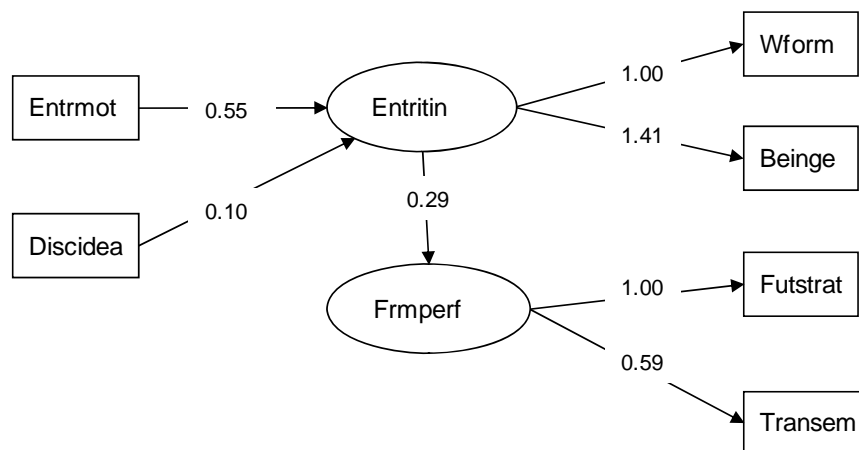 Wform
1.00
Entrmot
0.55
Entritin
1.41
Beinge
0.29
Discidea
0.10
1.00
Futstrat
Frmperf
0.59
Transem